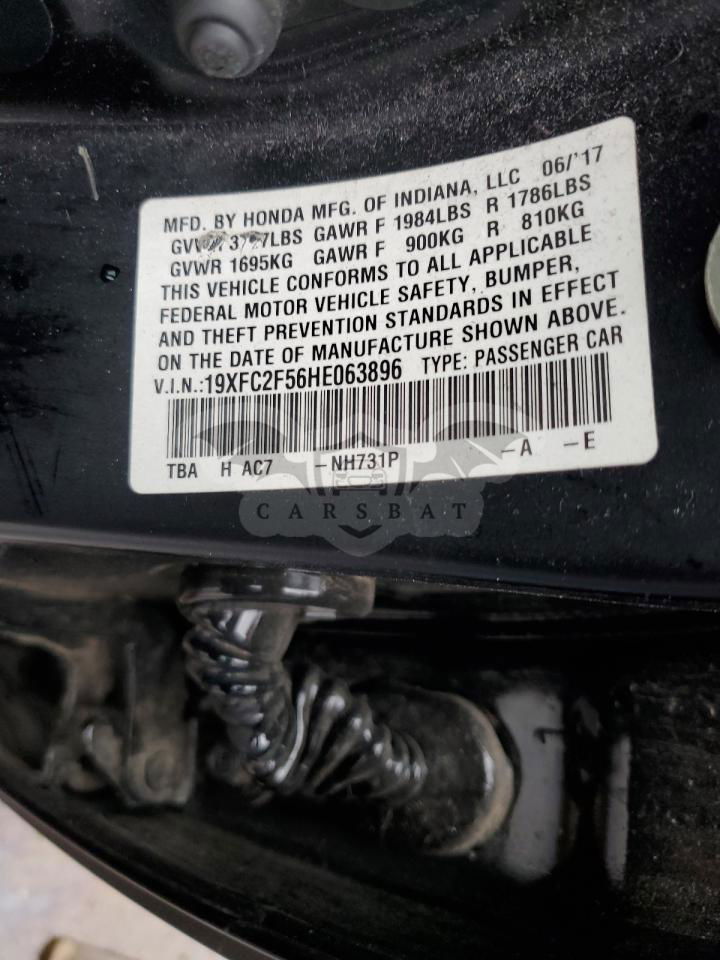 MFD. BY HONDA MFG. OF INDIANA, LLC 06/'17
LBS GAWR F 1984LBS R 1786LBS
GVWR 1695KG GAWR F 900KG R 810KG
THIS VEHICLE CONFORMS TO ALL APPLICABLE
FEDERAL MOTOR VEHICLE SAFETY, BUMPER,
AND THEFT PREVENTION STANDARDS IN EFFECT
ON THE DATE OF MANUFACTURE SHOWN ABOVE.
V.I.N.:19XFC2F56HE063896 TYPE: PASSENGER CAR
TBA H AC7 -NH731P -A -E
CARSBAT